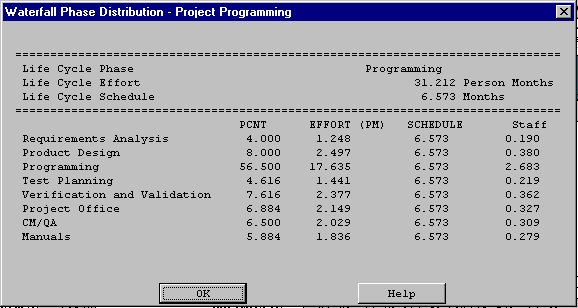 Waterfall Phase Distribution - Project Programming
Life Cycle Phase Programming
Life Cycle Effort 31.212 Person Months
Life Cycle Schedule 6.573 Months
PCNT EFFORT (PM) SCHEDULE Staff
Requirements Analysis 4.000 1.248 6.573 0.190
Product Design 8.000 2.497 6.573 0.380
Programming 56.500 17.635 6.573 2.683
Test Planning 4.616 1.441 6.573 0.219
Verification and Validation 7.616 2.377 6.573 0.362
Project Office 6.884 2.149 6.573 0.327
CM/QA 6.500 2.029 6.573 0.309
Manuals 5.884 1.836 6.573 0.279
OK Help